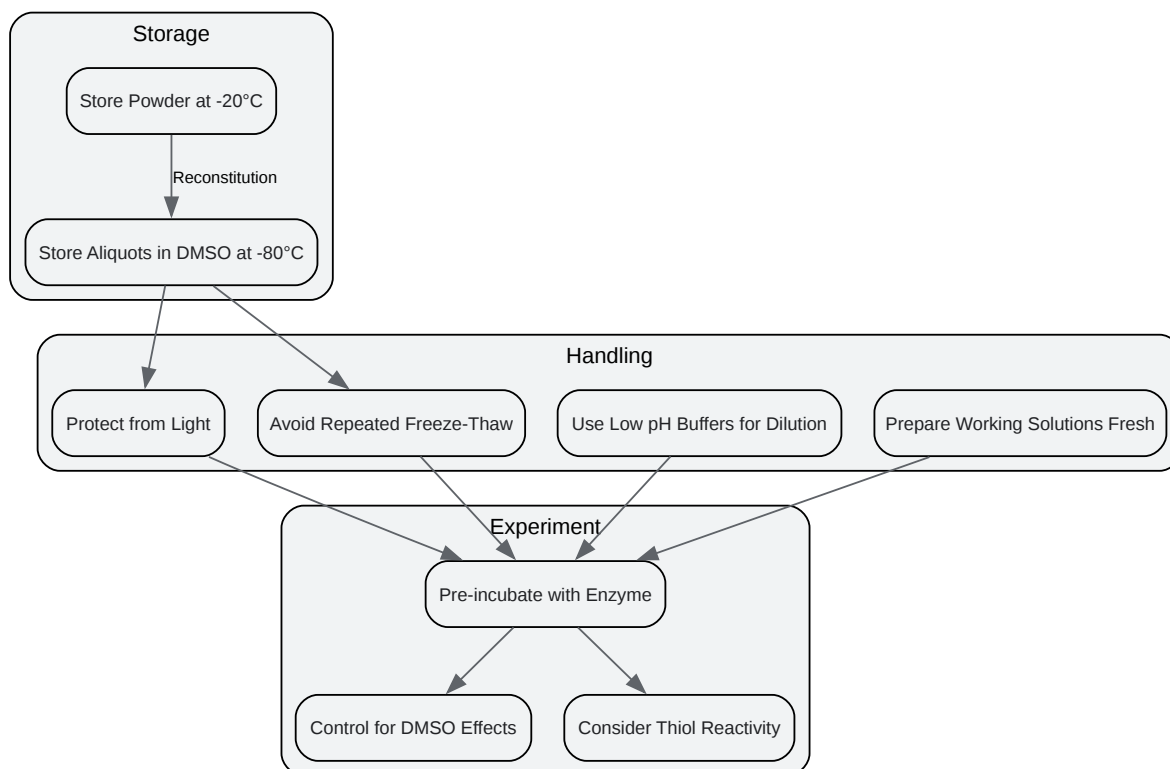 Storage
Store Powder at -20°C
Reconstitution
Store Aliquots in DMSO at -80°C
Handling
Protect from Light
Avoid Repeated Freeze-Thaw
Use Low pH Buffers for Dilution
Prepare Working Solutions Fresh
Experiment
Pre-incubate with Enzyme
Control for DMSO Effects
Consider Thiol Reactivity